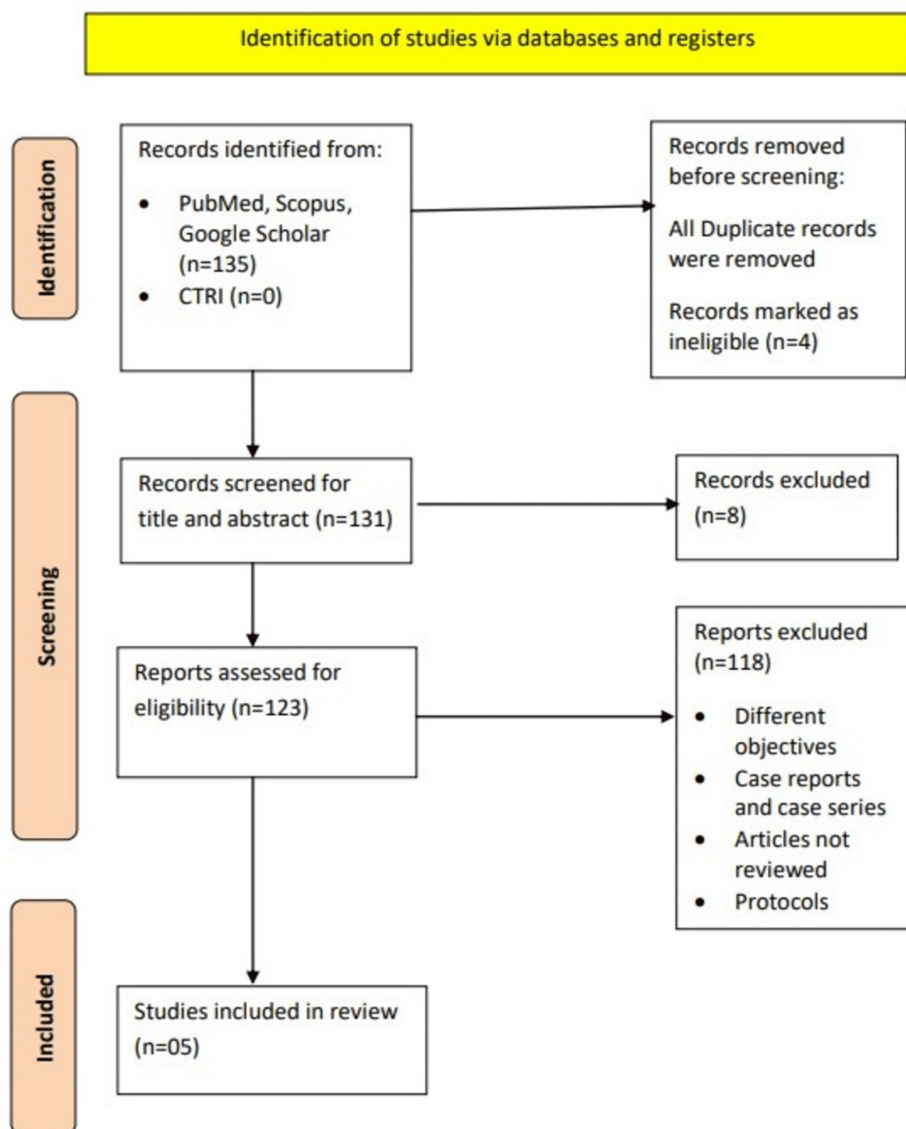 Identification of studies via databases and registers
Identification
Records identified from:
• PubMed, Scopus,
Google Scholar
(n=135)
• CTRI (n=0)
Records removed
before screening:
All Duplicate records
were removed
Records marked as
ineligible (n=4)
Screening
Records screened for
title and abstract (n=131)
Records excluded
(n=8)
Reports assessed for
eligibility (n=123)
Reports excluded
(n=118)
• Different
objectives
• Case reports
and case series
• Articles not
reviewed
• Protocols
Included
Studies included in review
(n=05)